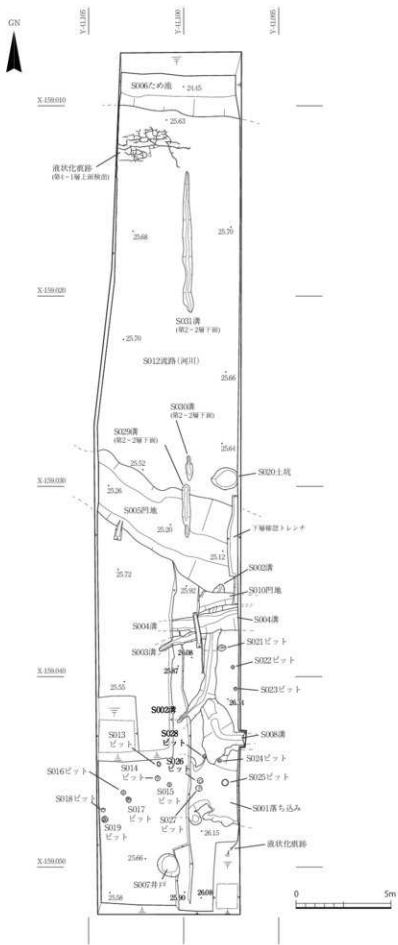 GN
Y-41,105
Y-41,100
Y-41,095
X-159,010
S006ため池
24.45
25.63
液状化痕跡
(第4-1層上面検出)
25.68
25.70
X-159,020
S031溝
(第2-2層下面)
25.70
S012流路(河川)
25.66
S030溝
(第2-2層下面)
S029溝
(第2-2層下面)
25.64
25.52
S020土坑
X-159,030
25.26
S005凹地
25.20
下層確認トレンチ
25.12
25.72
S002溝
25.92
S010凹地
S004溝
S004溝
S021ピット
S003溝
26.08
S022ピット
X-159,040
25.87
25.55
S023ピット
S002溝
S013
ピット
S028
ピット
S008溝
S014
ピット
S026
ピット
S024ピット
S016ピット
S015
ピット
S025ピット
S018ピット
S017
ピット
S027
ピット
S001落ち込み
S019
ピット
26.15
液状化痕跡
X-159,050
25.66
S007井戸
25.58
25.90
26.08
0
5m